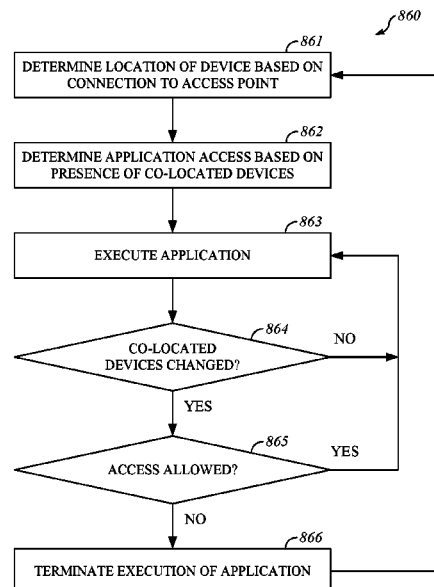 860
861
DETERMINE LOCATION OF DEVICE BASED ON
CONNECTION TO ACCESS POINT
862
DETERMINE APPLICATION ACCESS BASED ON
PRESENCE OF CO-LOCATED DEVICES
863
EXECUTE APPLICATION
864
CO-LOCATED
DEVICES CHANGED?
NO
YES
865
ACCESS ALLOWED?
YES
NO
866
TERMINATE EXECUTION OF APPLICATION